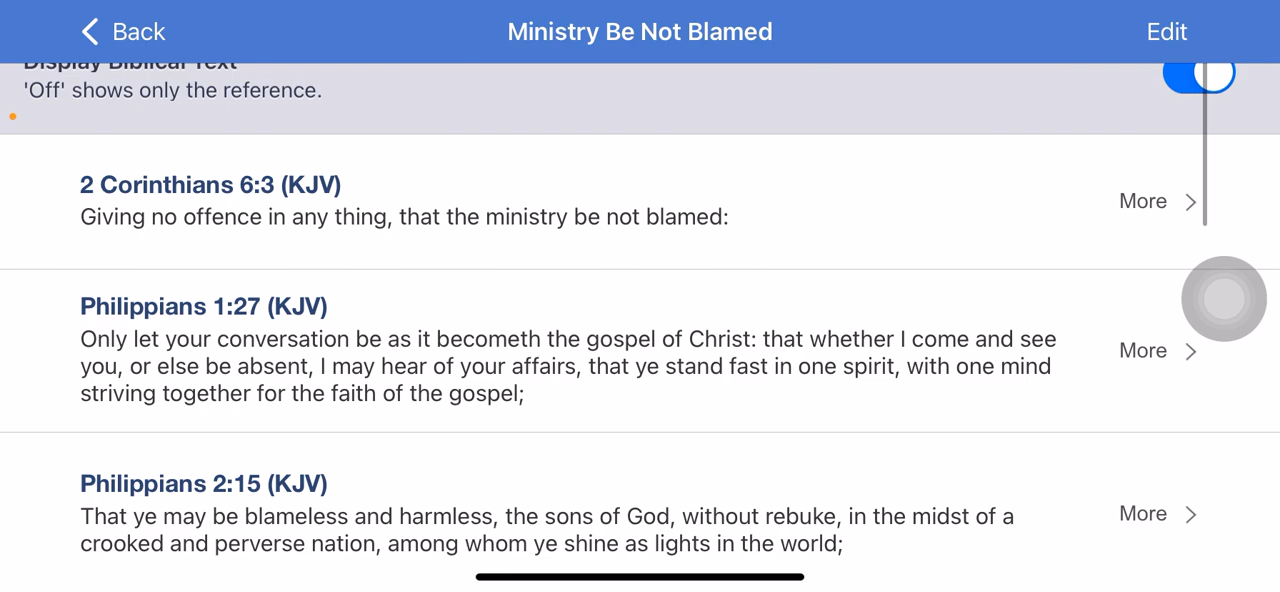 Back
Ministry Be Not Blamed
Edit
Display Biblical Text
'Off' shows only the reference.
2 Corinthians 6:3 (KJV)
Giving no offence in any thing, that the ministry be not blamed:
More
Philippians 1:27 (KJV)
Only let your conversation be as it becometh the gospel of Christ: that whether I come and see
you, or else be absent, I may hear of your affairs, that ye stand fast in one spirit, with one mind
striving together for the faith of the gospel;
More
Philippians 2:15 (KJV)
That ye may be blameless and harmless, the sons of God, without rebuke, in the midst of a
crooked and perverse nation, among whom ye shine as lights in the world;
More